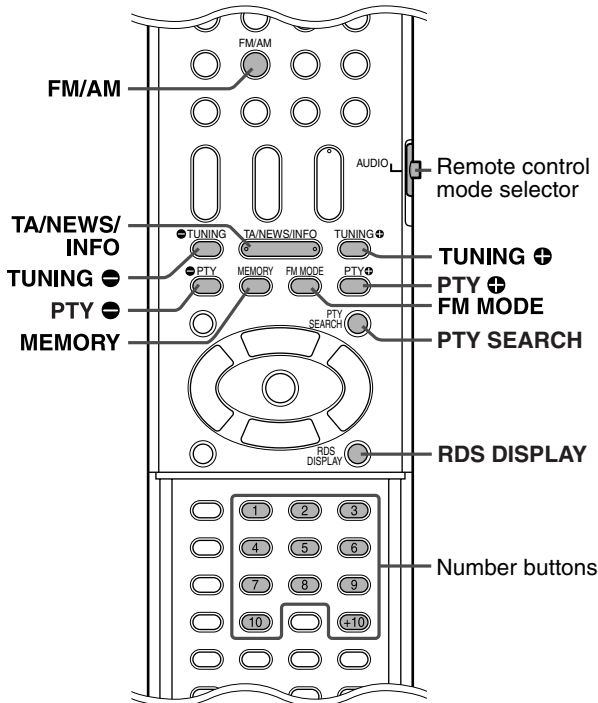 FM/AM
FM/AM
AUDIO
Remote control
mode selector
TA/NEWS/
INFO
⊖TUNING
TA/NEWS/INFO
TUNING⊕
TUNING ⊕
TUNING ⊖
⊖PTY
MEMORY
FM MODE
PTY⊕
PTY ⊕
PTY ⊖
FM MODE
MEMORY
PTY
SEARCH
PTY SEARCH
RDS
DISPLAY
RDS DISPLAY
1 2 3
4 5 6
7 8 9
10 +10
Number buttons